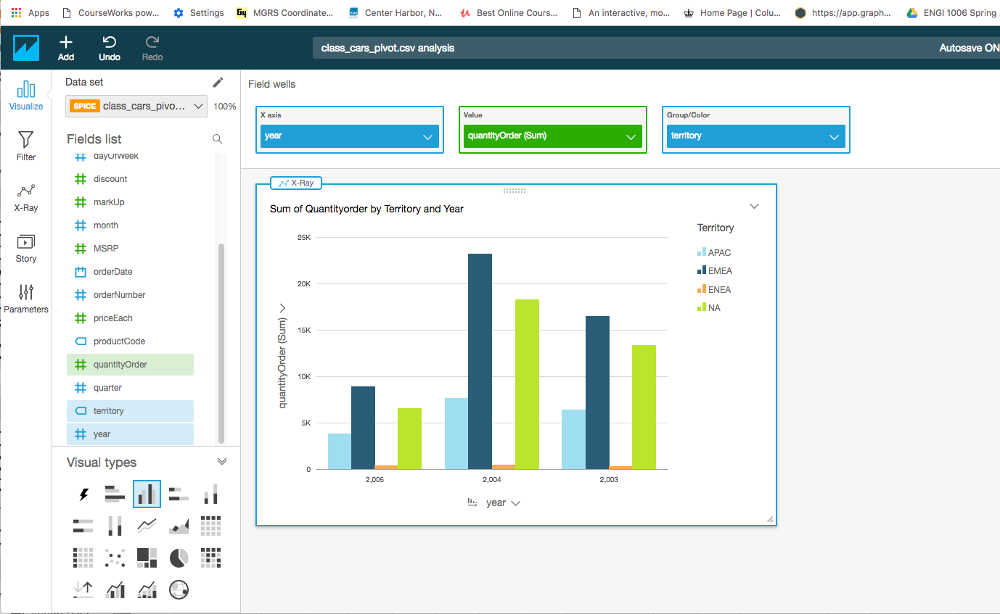 Apps
CourseWorks pow...
Settings
Gy
MGRS Coordinate...
Center Harbor, N...
Best Online Cours...
An interactive, mo...
Home Page | Colu...
https://app.graph...
ENGI 1006 Spring
Add
Undo
Redo
class_cars_pivot.csv analysis
Autosave ON
Visualize
Filter
X-Ray
Story
Parameters
Data set
SPICE class_cars_pivo...
100%
Fields list
dayOfWeek
discount
markUp
month
MSRP
orderDate
orderNumber
priceEach
productCode
quantityOrder
quarter
territory
year
Visual types
Field wells
X axis
year
Value
quantityOrder (Sum)
Group/Color
territory
X-Ray
Sum of Quantityorder by Territory and Year
25K
20K
15K
10K
5K
0
quantityOrder (Sum)
2,005
2,004
2,003
year
Territory
APAC
EMEA
ENEA
NA